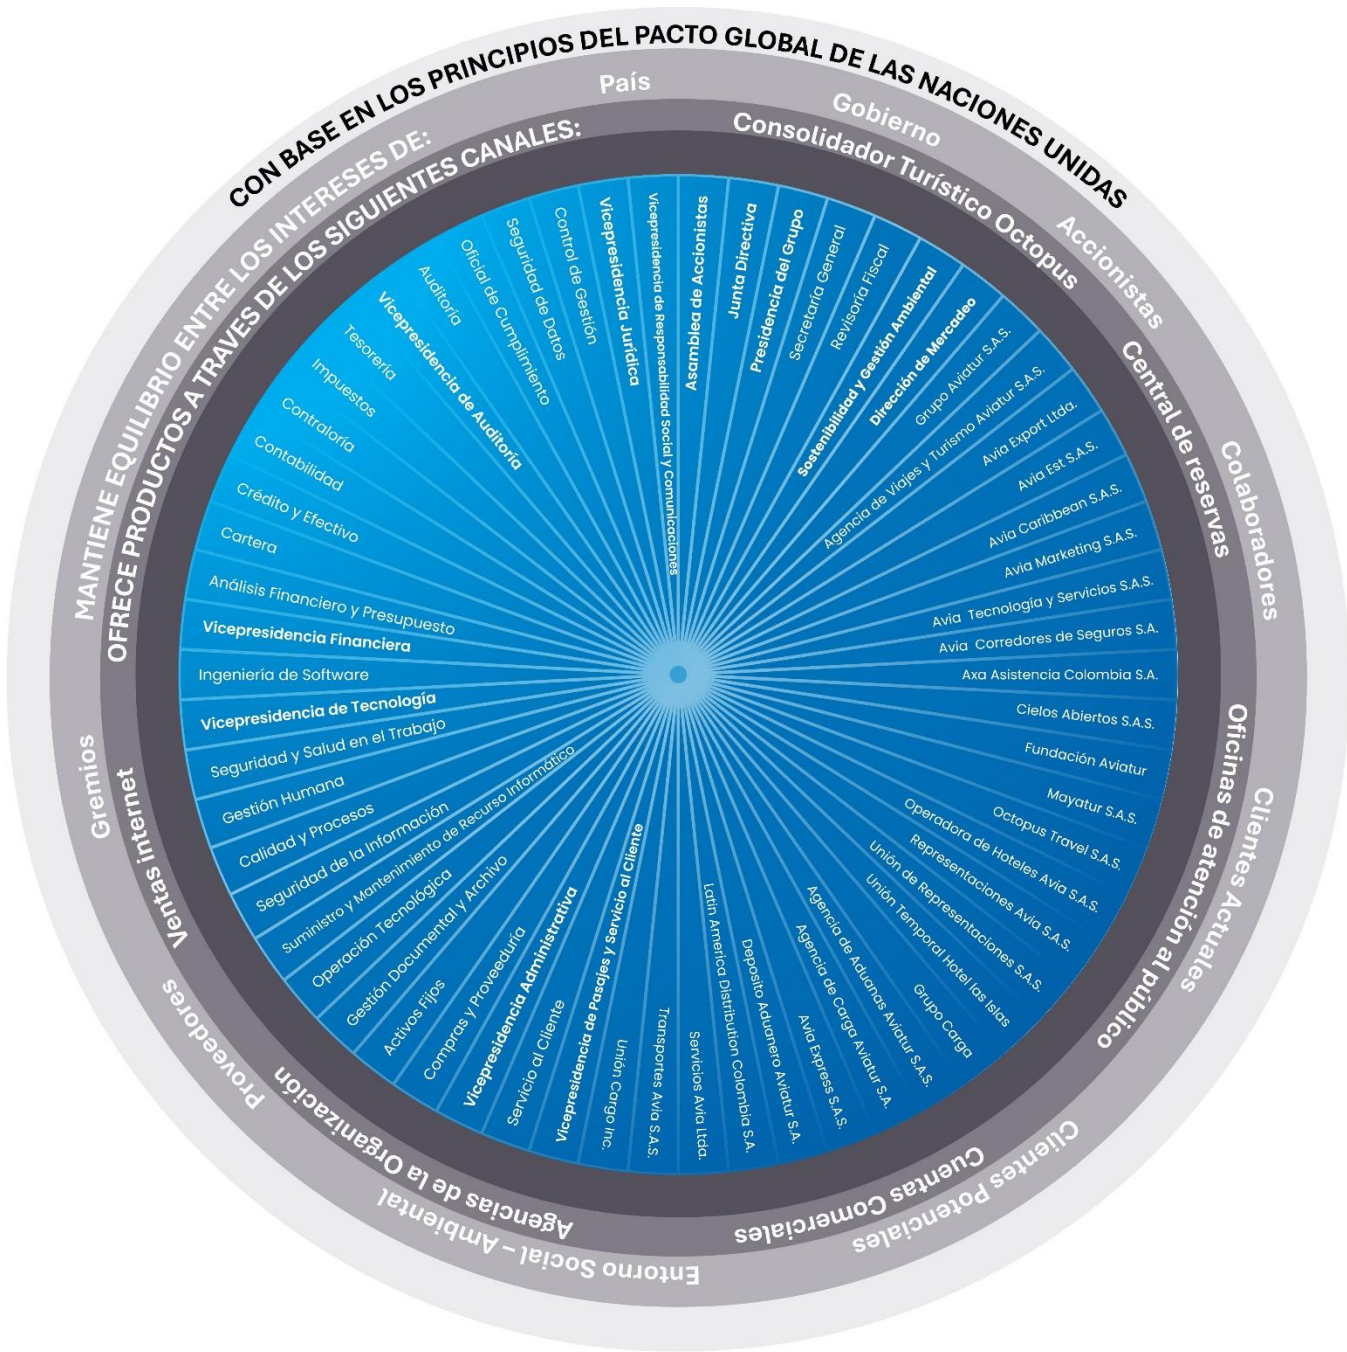 CON BASE EN LOS PRINCIPIOS DEL PACTO GLOBAL DE LAS NACIONES UNIDAS
MANTIENE EQUILIBRIO ENTRE LOS INTERESES DE:
País
Gobierno
Accionistas
Colaboradores
Clientes Actuales
Clientes Potenciales
Entorno Social – Ambiental
Proveedores
Gremios
OFRECE PRODUCTOS A TRAVES DE LOS SIGUIENTES CANALES:
Consolidador Turístico Octopus
Central de reservas
Oficinas de atención al público
Cuentas Comerciales
Agencias de la Organización
Ventas internet
Asamblea de Accionistas
Junta Directiva
Presidencia del Grupo
Secretaría General
Revisoría Fiscal
Sostenibilidad y Gestión Ambiental
Dirección de Mercadeo
Grupo Aviatur S.A.S.
Agencia de Viajes y Turismo Aviatur S.A.S.
Avia Export Ltda.
Avia Est S.A.S.
Avia Caribbean S.A.S.
Avia Marketing S.A.S.
Avia Tecnología y Servicios S.A.S.
Avia Corredores de Seguros S.A.
Axa Asistencia Colombia S.A.
Cielos Abiertos S.A.S.
Fundación Aviatur
Mayatur S.A.S.
Octopus Travel S.A.S.
Operadora de Hoteles Avia S.A.S.
Representaciones Avia S.A.S.
Unión de Representaciones S.A.S.
Unión Temporal Hotel las Islas
Grupo Carga
Agencia de Aduanas Aviatur S.A.S.
Agencia de Carga Aviatur S.A.
Avia Express S.A.S.
Deposito Aduanero Aviatur S.A.
Latin America Distribution Colombia S.A.
Servicios Avia Ltda.
Transportes Avia S.A.S.
Unión Cargo Inc.
Vicepresidencia de Pasajes y Servicio al Cliente
Servicio al Cliente
Vicepresidencia Administrativa
Compras y Proveeduría
Activos Fijos
Gestión Documental y Archivo
Operación Tecnológica
Suministro y Mantenimiento de Recurso Informático
Seguridad de la Información
Calidad y Procesos
Gestión Humana
Seguridad y Salud en el Trabajo
Vicepresidencia de Tecnología
Ingeniería de Software
Vicepresidencia Financiera
Análisis Financiero y Presupuesto
Cartera
Crédito y Efectivo
Contabilidad
Contraloría
Impuestos
Tesorería
Vicepresidencia de Auditoría
Auditoría
Oficial de Cumplimiento
Seguridad de Datos
Control de Gestión
Vicepresidencia Jurídica
Vicepresidencia de Responsabilidad Social y Comunicaciones